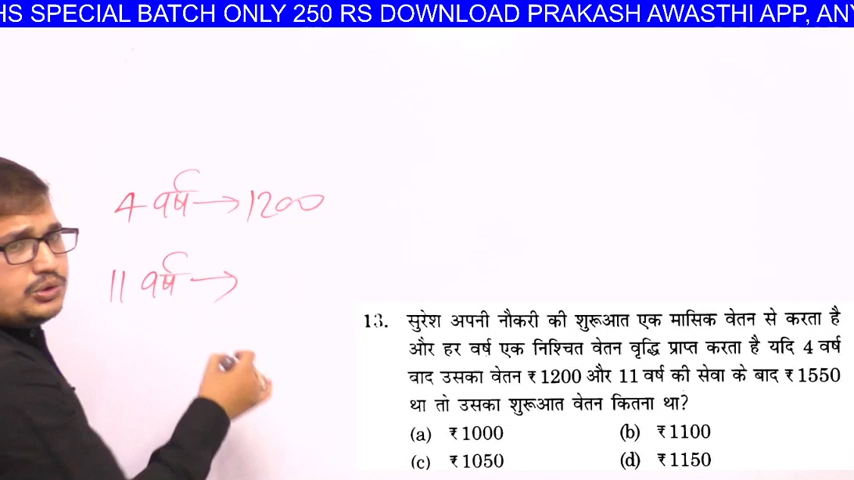 HS SPECIAL BATCH ONLY 250 RS DOWNLOAD PRAKASH AWASTHI APP, ANY
4 वर्ष → 1200
11 वर्ष →
13. सुरेश अपनी नौकरी की शुरूआत एक मासिक वेतन से करता है
और हर वर्ष एक निश्चित वेतन वृद्धि प्राप्त करता है यदि 4 वर्ष
बाद उसका वेतन ₹ 1200 और 11 वर्ष की सेवा के बाद ₹ 1550
था तो उसका शुरूआत वेतन कितना था?
(a) ₹ 1000 (b) ₹ 1100
(c) ₹ 1050 (d) ₹ 1150